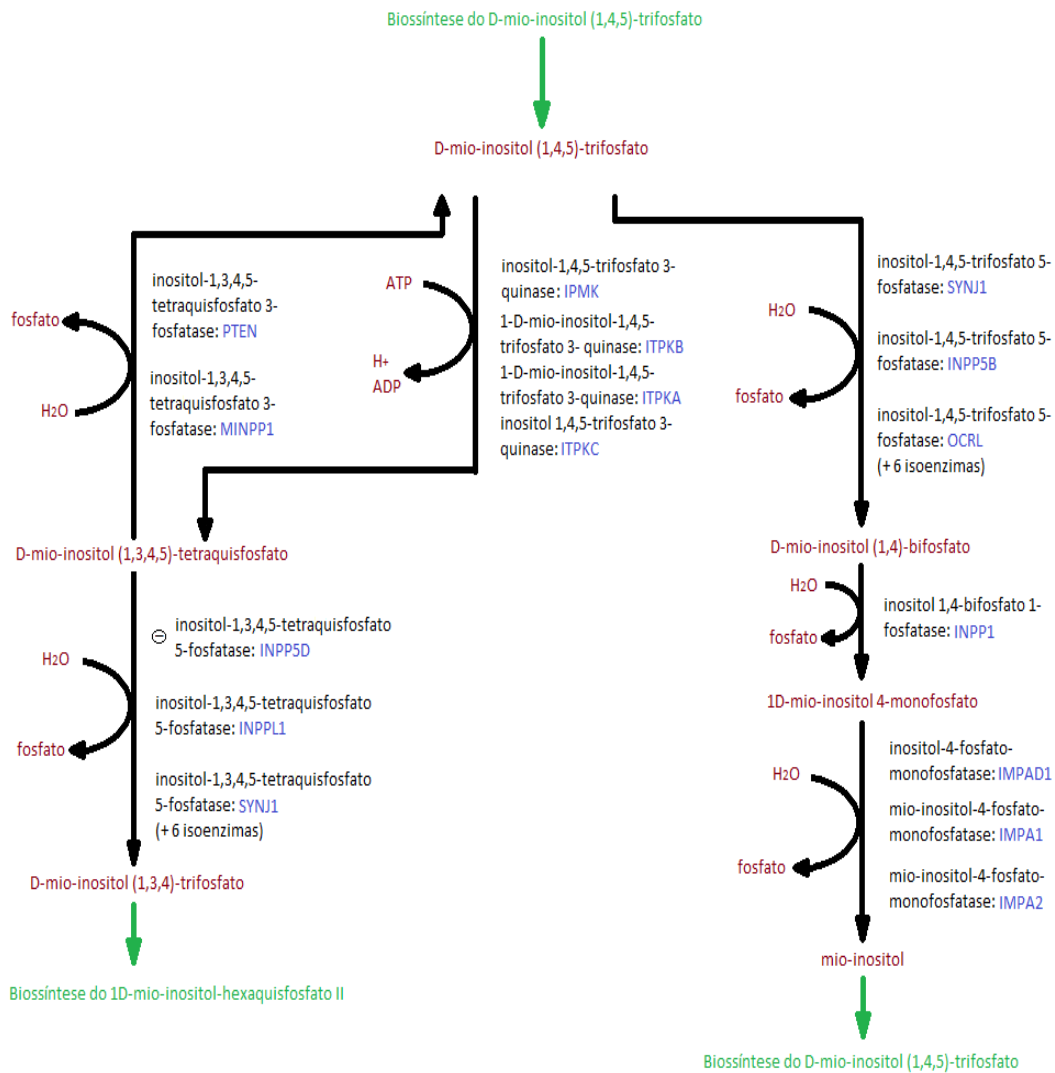 Biossíntese do D-mio-inositol (1,4,5)-trifosfato
D-mio-inositol (1,4,5)-trifosfato
inositol-1,3,4,5-
tetraquisfosfato 3-
fosfatase: PTEN
fosfato
inositol-1,3,4,5-
tetraquisfosfato 3-
fosfatase: MINPP1
H2O
ATP
H+
ADP
inositol-1,4,5-trifosfato 3-
quinase: IPMK
1-D-mio-inositol-1,4,5-
trifosfato 3- quinase: ITPKB
1-D-mio-inositol-1,4,5-
trifosfato 3-quinase: ITPKA
inositol 1,4,5-trifosfato 3-
quinase: ITPKC
H2O
fosfato
inositol-1,4,5-trifosfato 5-
fosfatase: SYNJ1
inositol-1,4,5-trifosfato 5-
fosfatase: INPP5B
inositol-1,4,5-trifosfato 5-
fosfatase: OCRL
(+ 6 isoenzimas)
D-mio-inositol (1,3,4,5)-tetraquisfosfato
D-mio-inositol (1,4)-bifosfato
H2O
fosfato
inositol 1,4-bifosfato 1-
fosfatase: INPP1
inositol-1,3,4,5-tetraquisfosfato
5-fosfatase: INPP5D
H2O
fosfato
inositol-1,3,4,5-tetraquisfosfato
5-fosfatase: INPPL1
inositol-1,3,4,5-tetraquisfosfato
5-fosfatase: SYNJ1
(+ 6 isoenzimas)
1D-mio-inositol 4-monofosfato
H2O
fosfato
inositol-4-fosfato-
monofosfatase: IMPAD1
mio-inositol-4-fosfato-
monofosfatase: IMPA1
mio-inositol-4-fosfato-
monofosfatase: IMPA2
D-mio-inositol (1,3,4)-trifosfato
mio-inositol
Biossíntese do 1D-mio-inositol-hexaquisfosfato II
Biossíntese do D-mio-inositol (1,4,5)-trifosfato